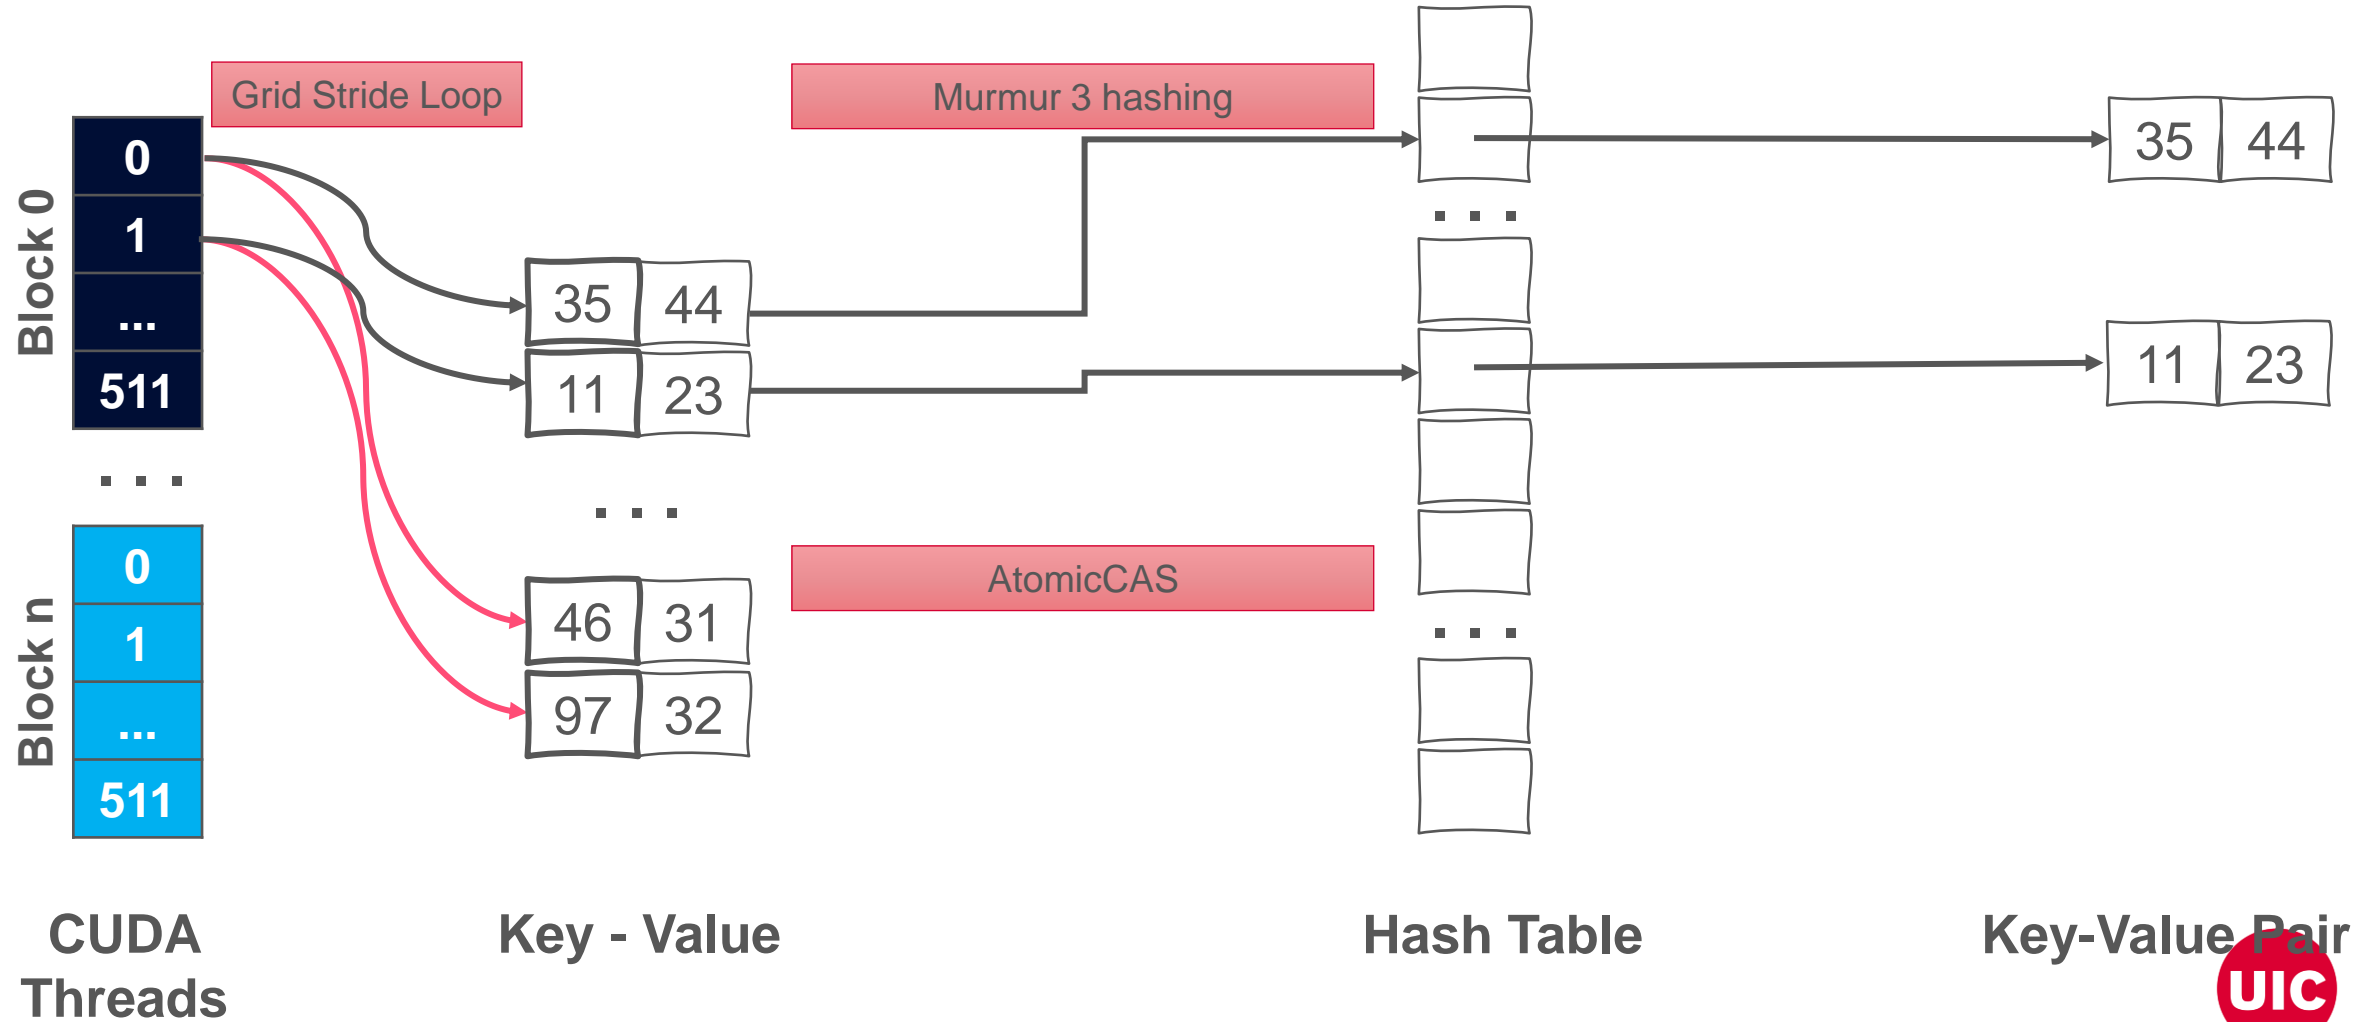 Grid Stride Loop
Murmur 3 hashing
Block 0
0
1
...
511
. . .
Block n
0
1
...
511
35 44
11 23
. . .
46 31
97 32
AtomicCAS
. . .
. . .
35 44
11 23
CUDA
Threads
Key - Value
Hash Table
Key-Value Pair
UIC